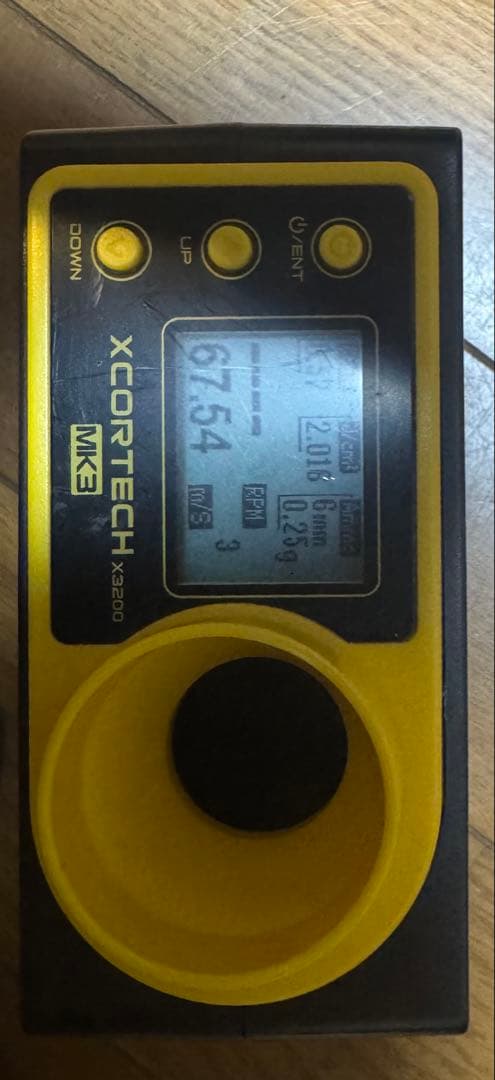 ⏻/ENT
UP
DOWN
J/cm²
2.016
6mm
0.25g
----
RPM
67.54
m/s
3
XCORTECH X3200
MK3